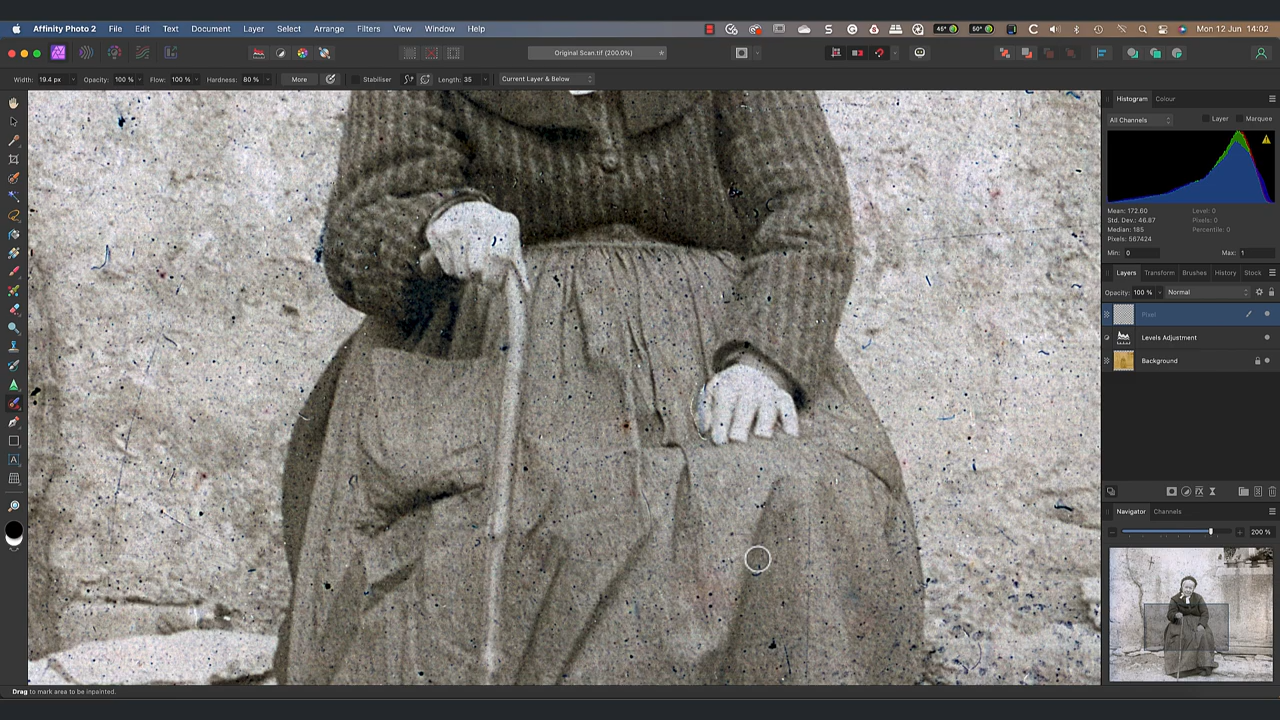 Affinity Photo 2 File Edit Text Document Layer Select Arrange Filters View Window Help 45° 50° Mon 12 Jun 14:02
Original Scan.tif (200.0%)
Width: 19.4 px Opacity: 100 % Flow: 100 % Hardness: 80 % More Stabiliser Length: 35 Current Layer & Below
Histogram Colour
All Channels Layer Marquee
Mean: 172.60 Level: 0
Std. Dev.: 46.87 Pixels: 0
Median: 185 Percentile: 0
Pixels: 567424
Min: 0 Max: 1
Layers Transform Brushes History Stock
Opacity: 100 % Normal
Pixel
Levels Adjustment
Background
Navigator Channels
200 %
Drag to mark area to be inpainted.